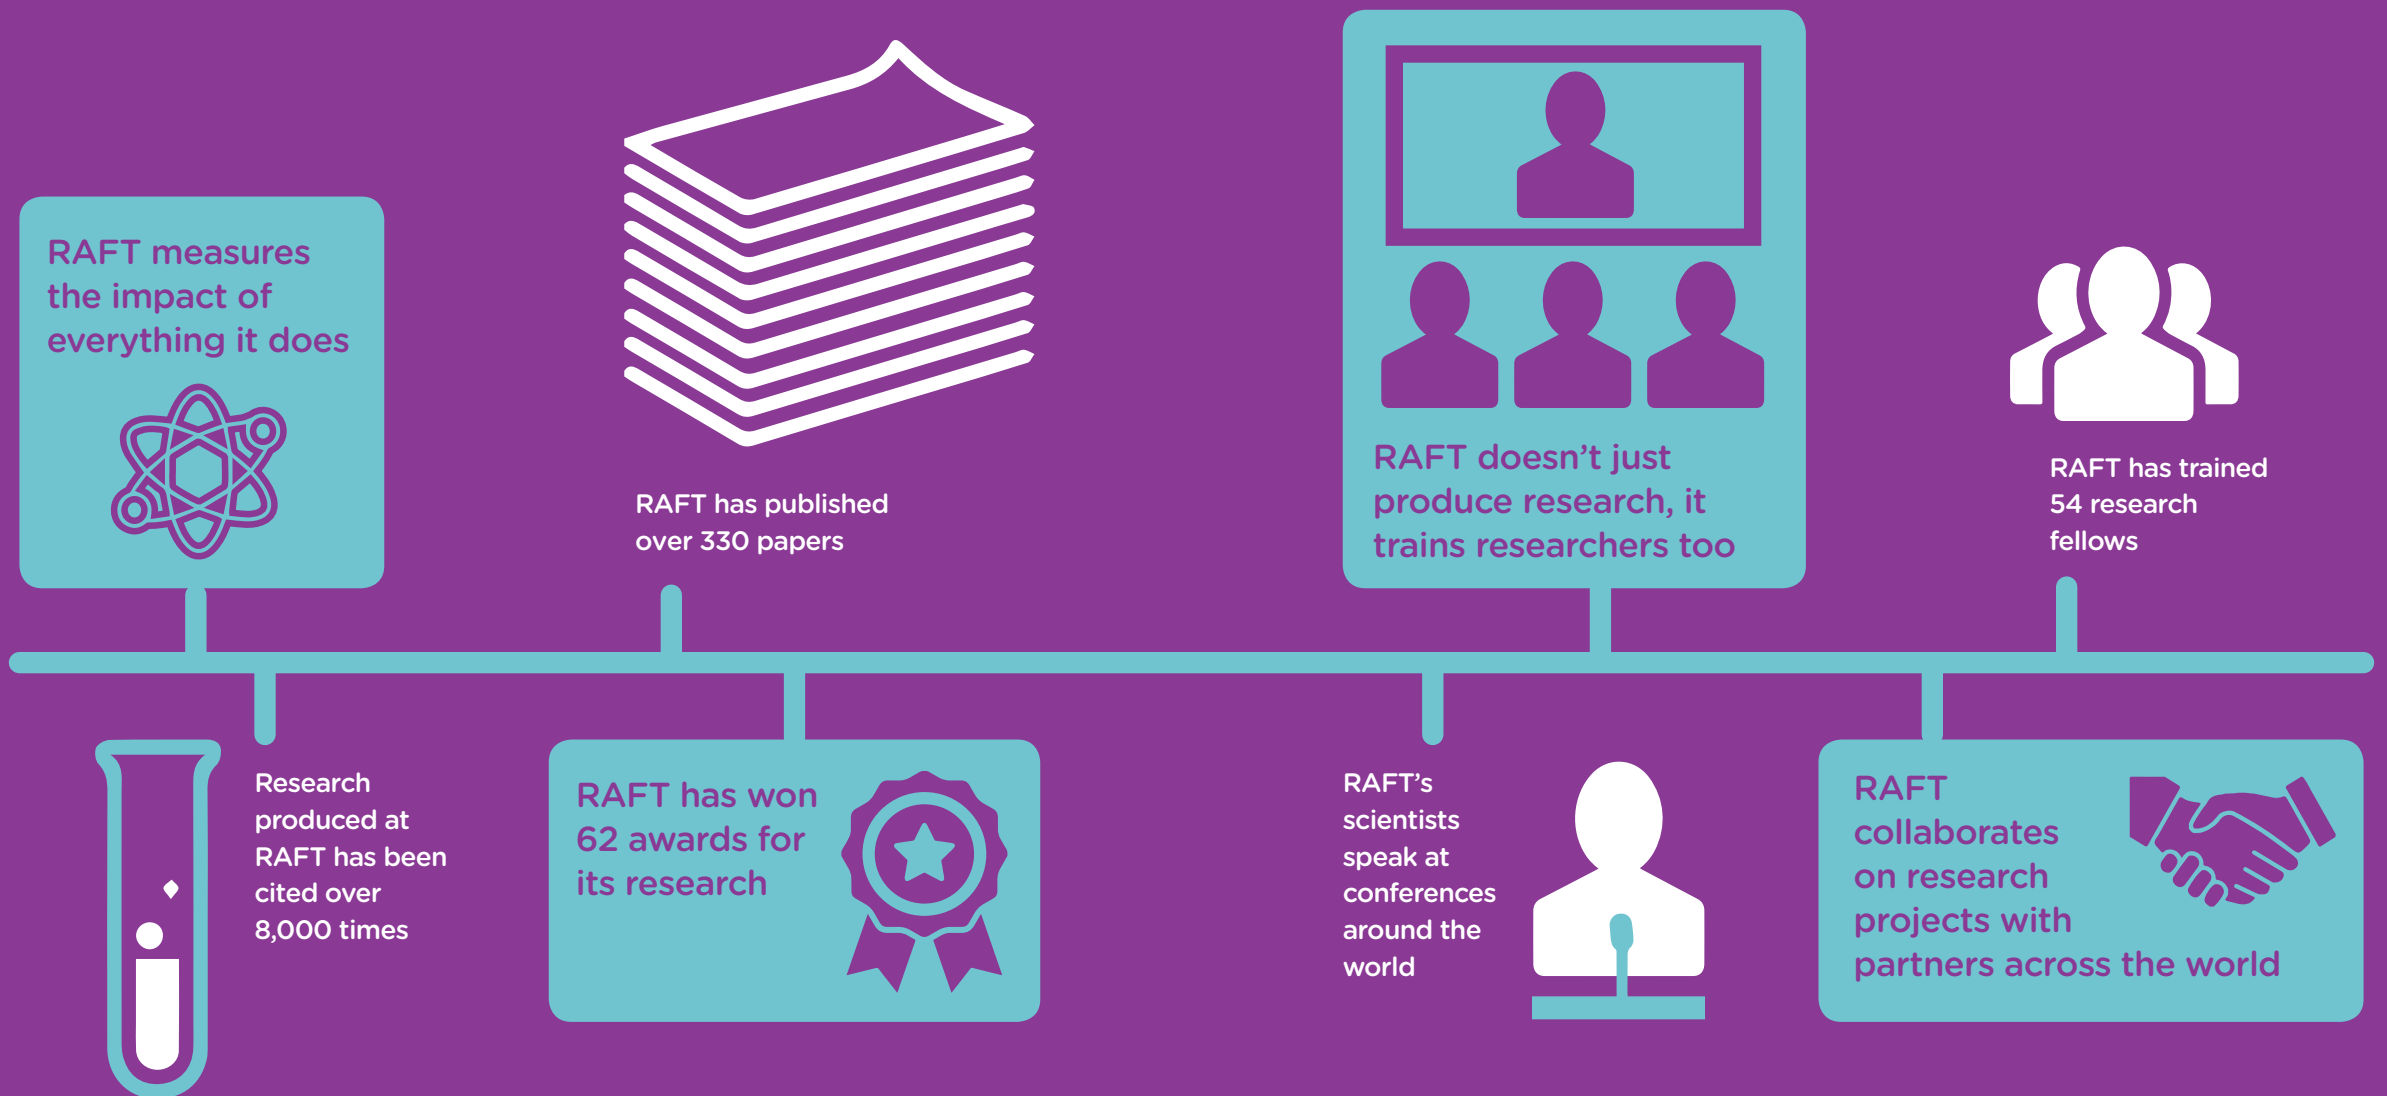 RAFT measures
the impact of
everything it does
RAFT has published
over 330 papers
RAFT doesn’t just
produce research, it
trains researchers too
RAFT has trained
54 research
fellows
Research
produced at
RAFT has been
cited over
8,000 times
RAFT has won
62 awards for
its research
RAFT’s
scientists
speak at
conferences
around the
world
RAFT
collaborates
on research
projects with
partners across the world